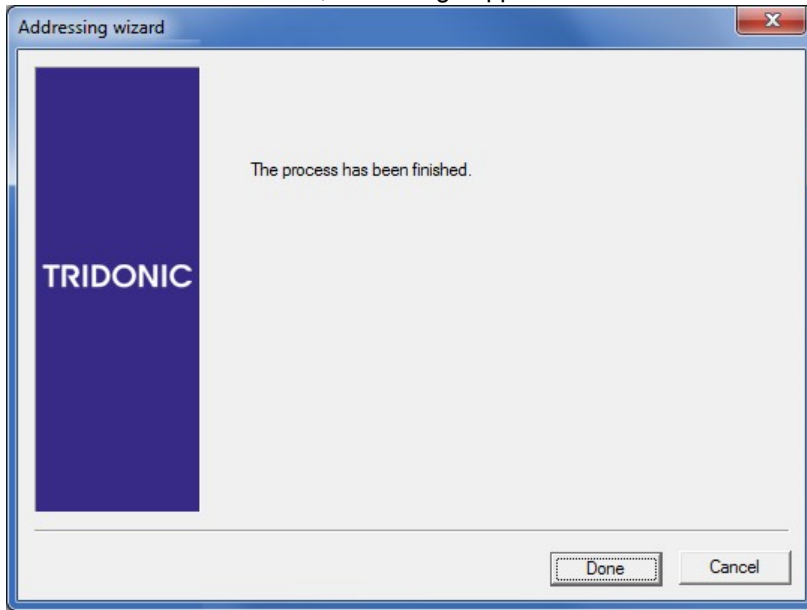 Addressing wizard
The process has been finished.
TRIDONIC
Done
Cancel